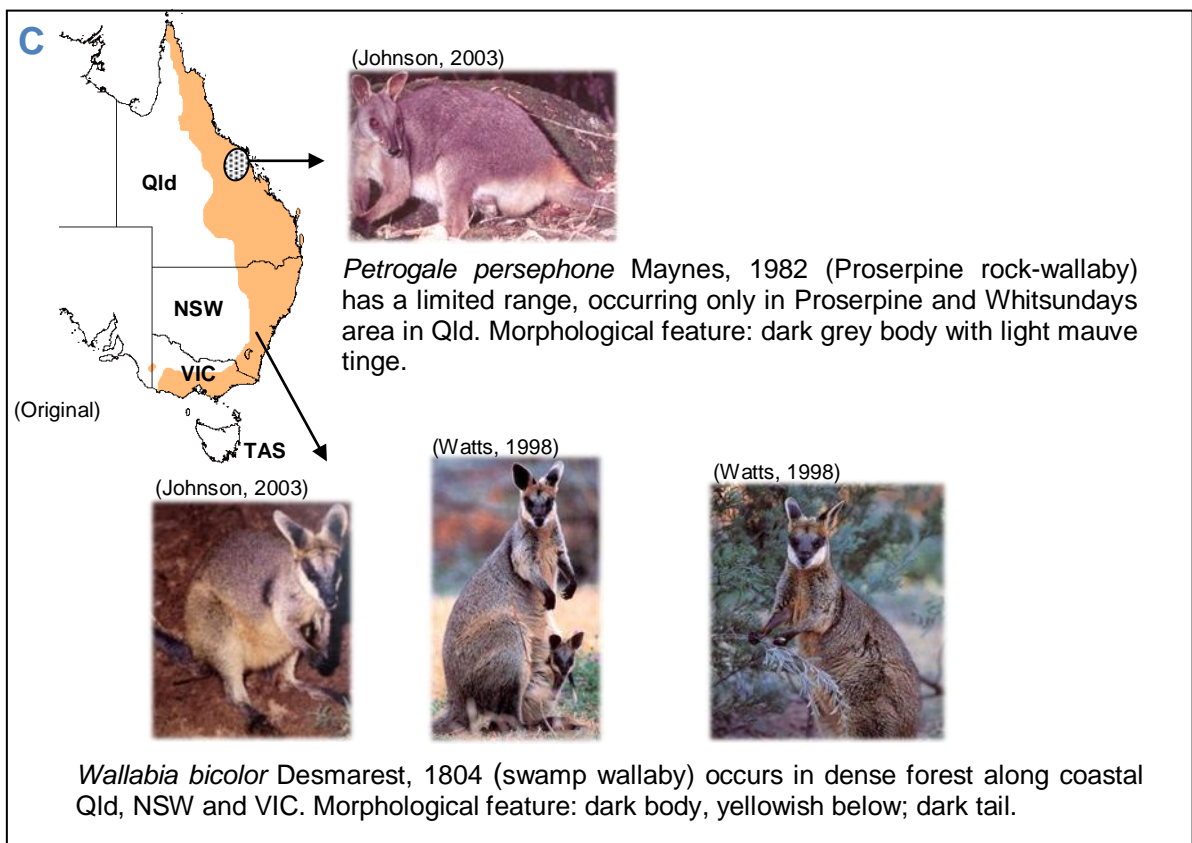 C
(Johnson, 2003)
Qld
Petrogale persephone Maynes, 1982 (Proserpine rock-wallaby)
has a limited range, occurring only in Proserpine and Whitsundays
area in Qld. Morphological feature: dark grey body with light mauve
tinge.
NSW
VIC
(Original)
TAS
(Johnson, 2003)
(Watts, 1998)
(Watts, 1998)
Wallabia bicolor Desmarest, 1804 (swamp wallaby) occurs in dense forest along coastal
Qld, NSW and VIC. Morphological feature: dark body, yellowish below; dark tail.